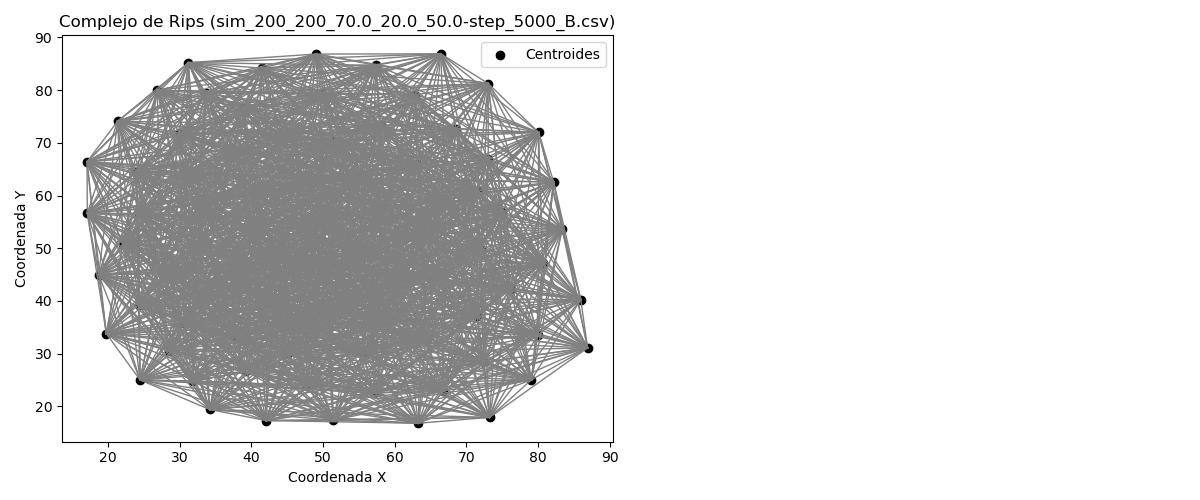 Complejo de Rips (sim_200_200_70.0_20.0_50.0-step_5000_B.csv)
Centroides
90
80
70
60
50
40
30
20
Coordenada Y
20 30 40 50 60 70 80 90
Coordenada X